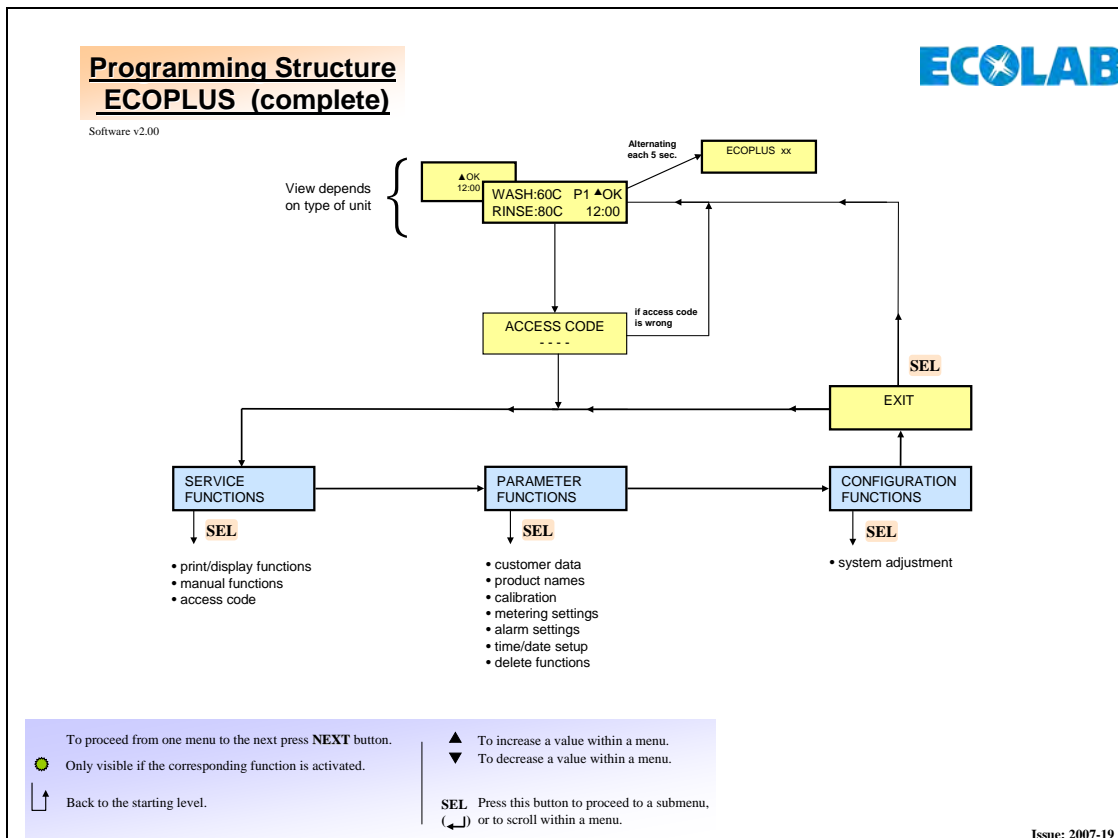 Programming Structure
ECOPLUS (complete)
ECOLAB
Software v2.00
Alternating
each 5 sec.
ECOPLUS xx
View depends
on type of unit
▲OK
12:00
WASH:60C P1 ▲OK
RINSE:80C 12:00
ACCESS CODE
- - - -
if access code
is wrong
SEL
EXIT
SERVICE
FUNCTIONS
PARAMETER
FUNCTIONS
CONFIGURATION
FUNCTIONS
SEL
SEL
SEL
• print/display functions
• manual functions
• access code
• customer data
• product names
• calibration
• metering settings
• alarm settings
• time/date setup
• delete functions
• system adjustment
To proceed from one menu to the next press NEXT button.
Only visible if the corresponding function is activated.
Back to the starting level.
▲ To increase a value within a menu.
▼ To decrease a value within a menu.
SEL Press this button to proceed to a submenu,
(↵) or to scroll within a menu.
Issue: 2007-19